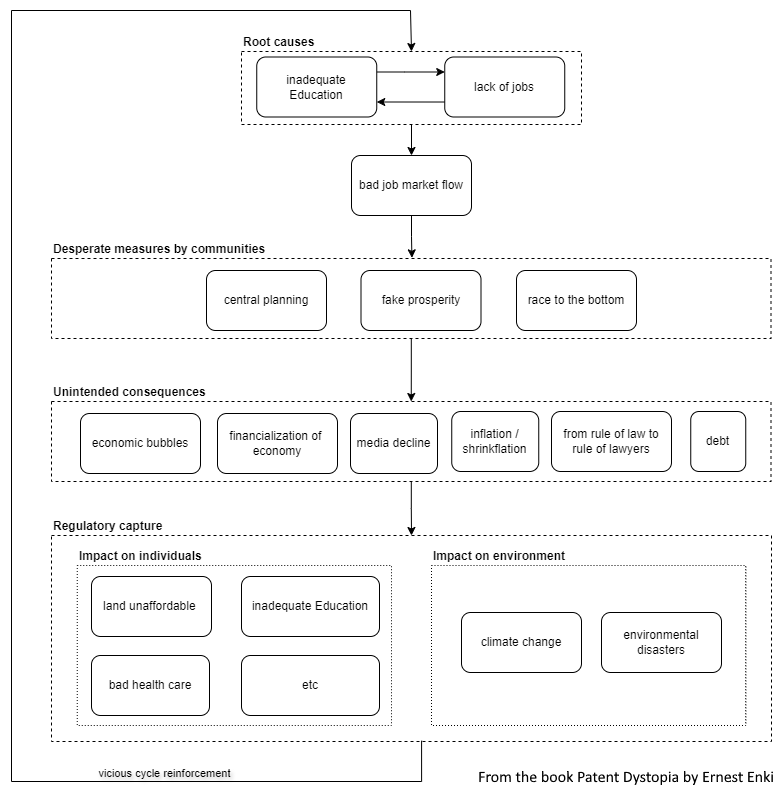 Root causes
inadequate
Education
lack of jobs
bad job market flow
Desperate measures by communities
central planning
fake prosperity
race to the bottom
Unintended consequences
economic bubbles
financialization of
economy
media decline
inflation /
shrinkflation
from rule of law to
rule of lawyers
debt
Regulatory capture
Impact on individuals
land unaffordable
inadequate Education
bad health care
etc
Impact on environment
climate change
environmental
disasters
vicious cycle reinforcement
From the book Patent Dystopia by Ernest Enki